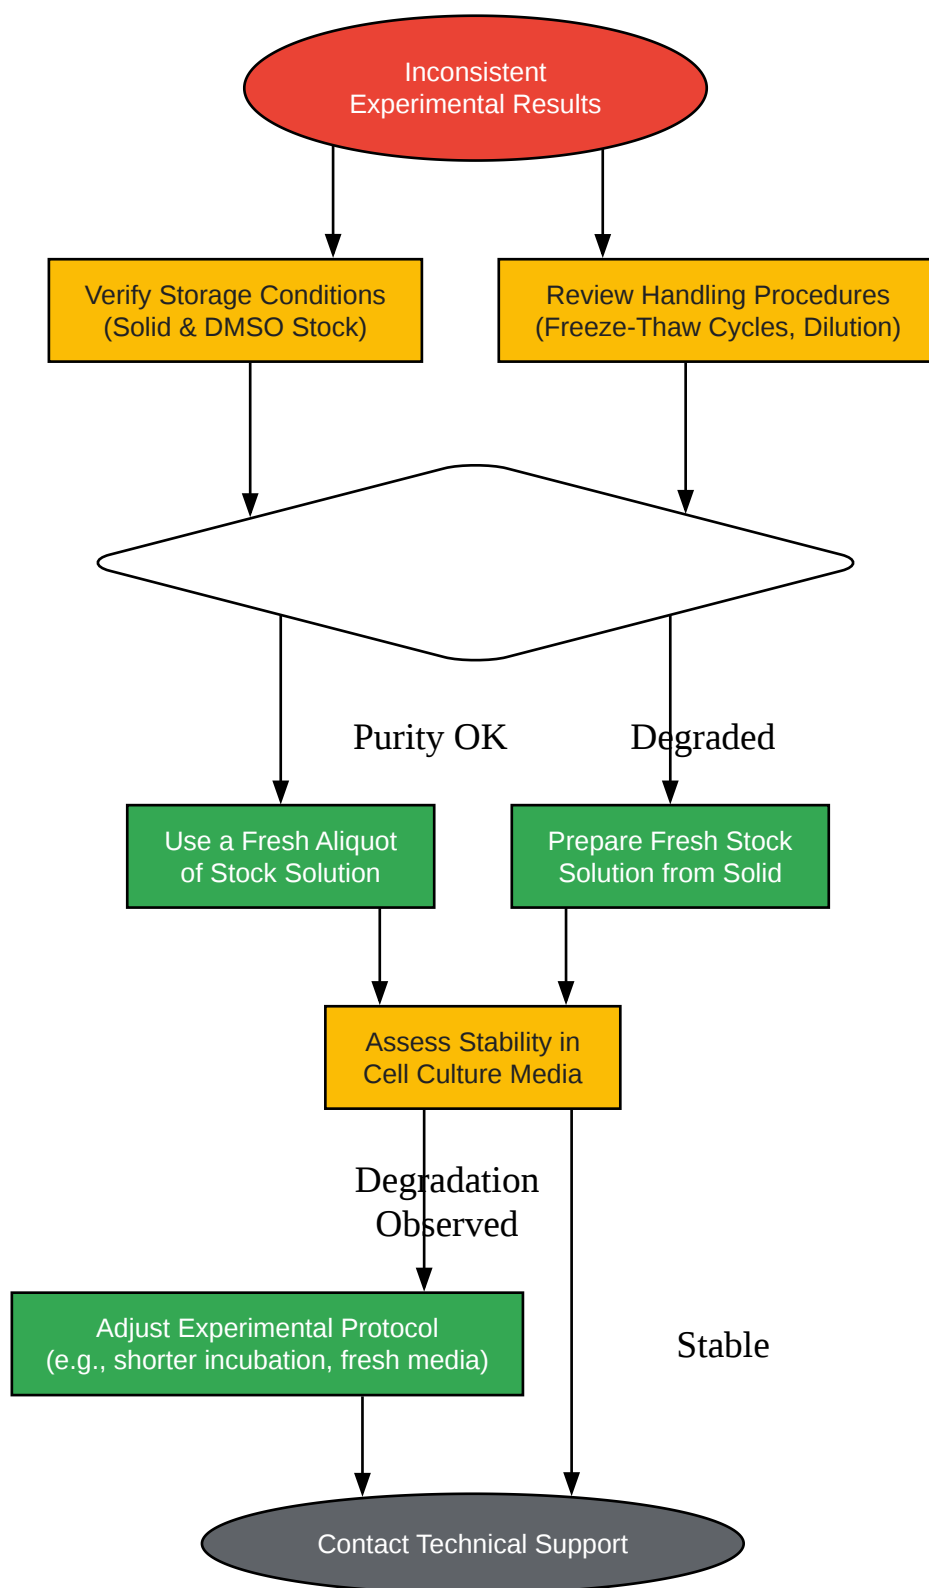 Inconsistent
Experimental Results
Verify Storage Conditions
(Solid & DMSO Stock)
Review Handling Procedures
(Freeze-Thaw Cycles, Dilution)
Purity OK
Degraded
Use a Fresh Aliquot
of Stock Solution
Prepare Fresh Stock
Solution from Solid
Assess Stability in
Cell Culture Media
Degradation
Observed
Adjust Experimental Protocol
(e.g., shorter incubation, fresh media)
Stable
Contact Technical Support